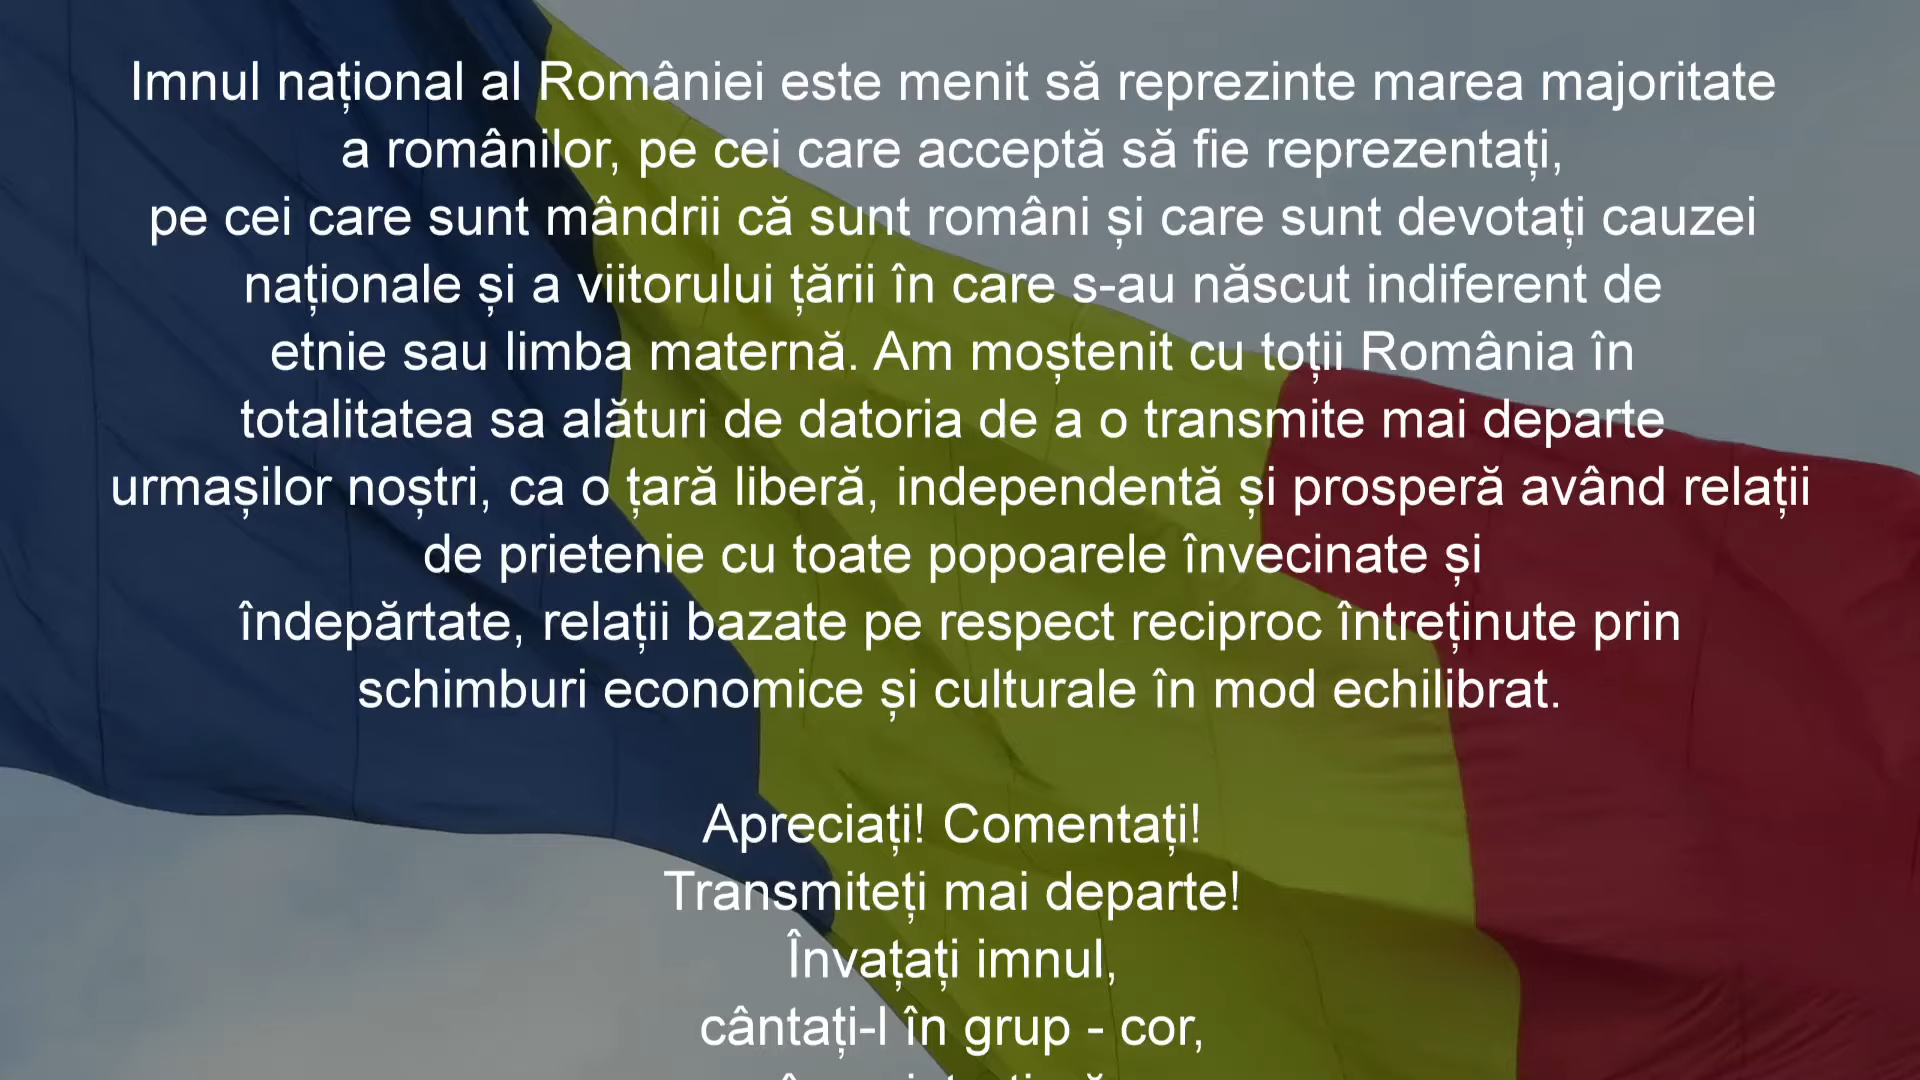 Imnul național al României este menit să reprezinte marea majoritate
a românilor, pe cei care acceptă să fie reprezentați,
pe cei care sunt mândrii că sunt români și care sunt devotați cauzei
naționale și a viitorului țării în care s-au născut indiferent de
etnie sau limba maternă. Am moștenit cu toții România în
totalitatea sa alături de datoria de a o transmite mai departe
urmașilor noștri, ca o țară liberă, independentă și prosperă având relații
de prietenie cu toate popoarele învecinate și
îndepărtate, relații bazate pe respect reciproc întreținute prin
schimburi economice și culturale în mod echilibrat.
Apreciați! Comentați!
Transmiteți mai departe!
Învațați imnul,
cântați-l în grup - cor,